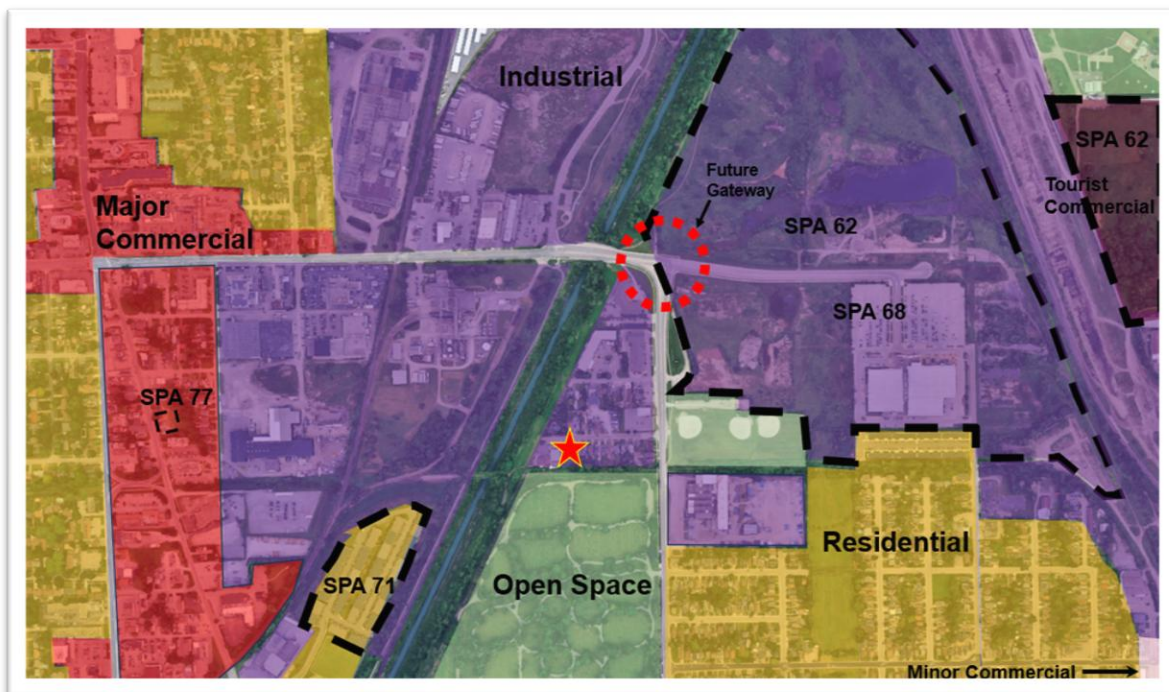 Industrial
SPA 62
Future
Gateway
Tourist
Commercial
Major
Commercial
SPA 62
SPA 68
SPA 77
Residential
SPA 71
Open Space
Minor Commercial